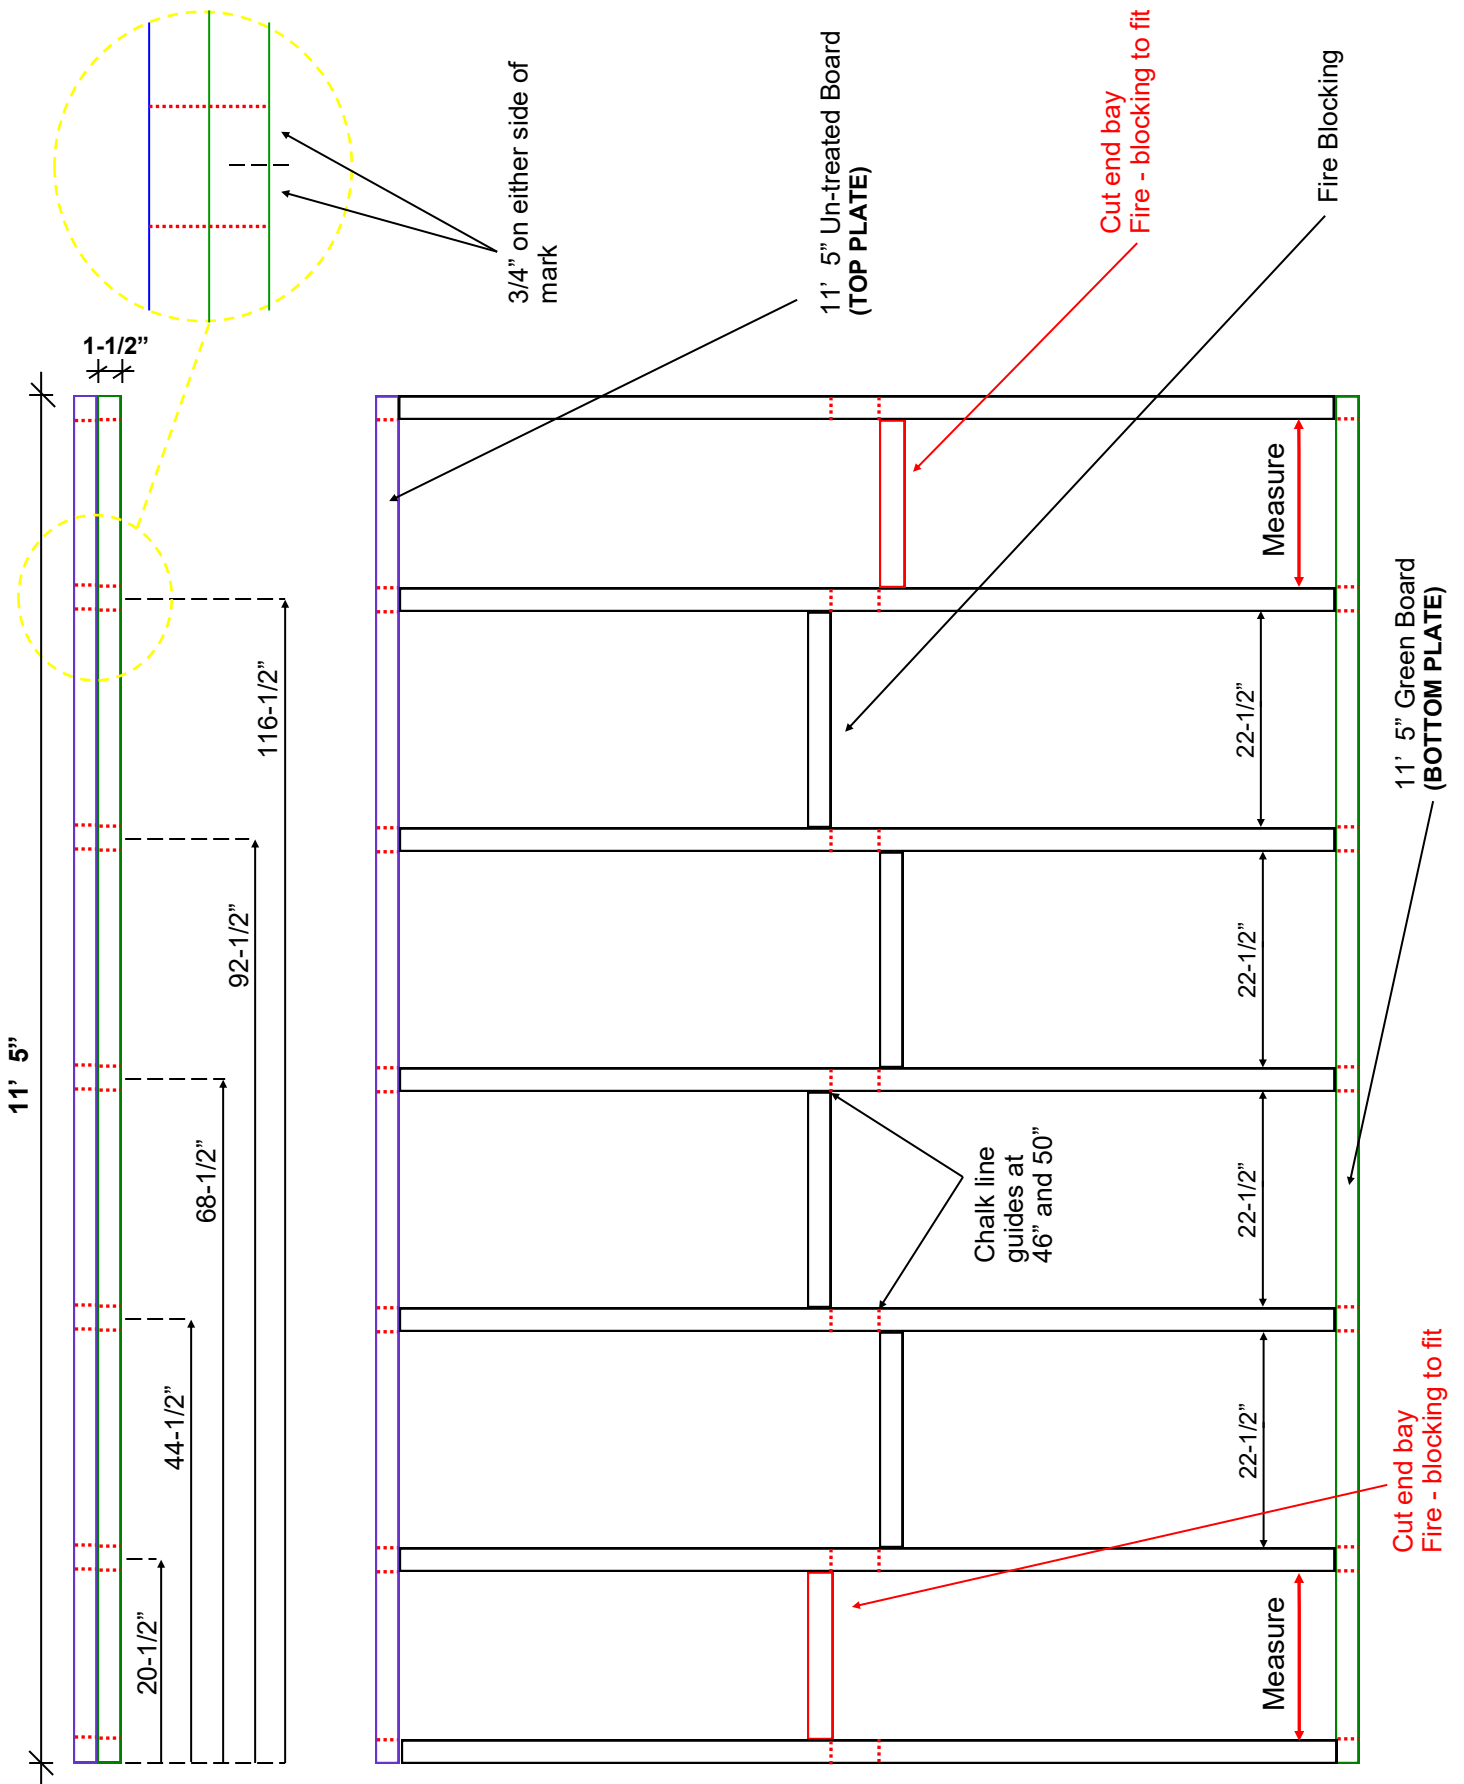 11' 5”
1-1/2”
20-1/2”
44-1/2”
68-1/2”
92-1/2”
116-1/2”
3/4” on either side of
mark
11' 5” Un-treated Board
(TOP PLATE)
Cut end bay
Fire - blocking to fit
Fire Blocking
Chalk line
guides at
46” and 50”
Measure
22-1/2”
22-1/2”
22-1/2”
22-1/2”
Measure
Cut end bay
Fire - blocking to fit
11' 5” Green Board
(BOTTOM PLATE)